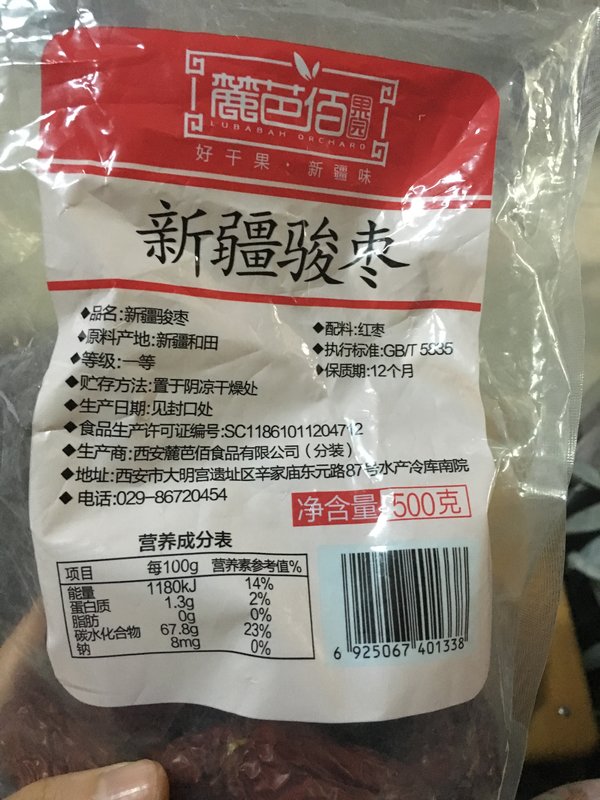 麓芭佰果园
LUBABAH ORCHARD
好干果·新疆味
新疆骏枣
◆品名:新疆骏枣
◆配料:红枣
◆原料产地:新疆和田
◆执行标准:GB/T 5835
◆等级:一等
◆保质期:12个月
◆贮存方法:置于阴凉干燥处
◆生产日期:见封口处
◆食品生产许可证编号:SC11861011204712
◆生产商:西安麓芭佰食品有限公司(分装)
◆地址:西安市大明宫遗址区辛家庙东元路87号水产冷库南院
◆电话:029-86720454
净含量:500克
营养成分表
项目 每100g 营养素参考值%
能量 1180kJ 14%
蛋白质 1.3g 2%
脂肪 0g 0%
碳水化合物 67.8g 23%
钠 8mg 0%
6 925067 401338